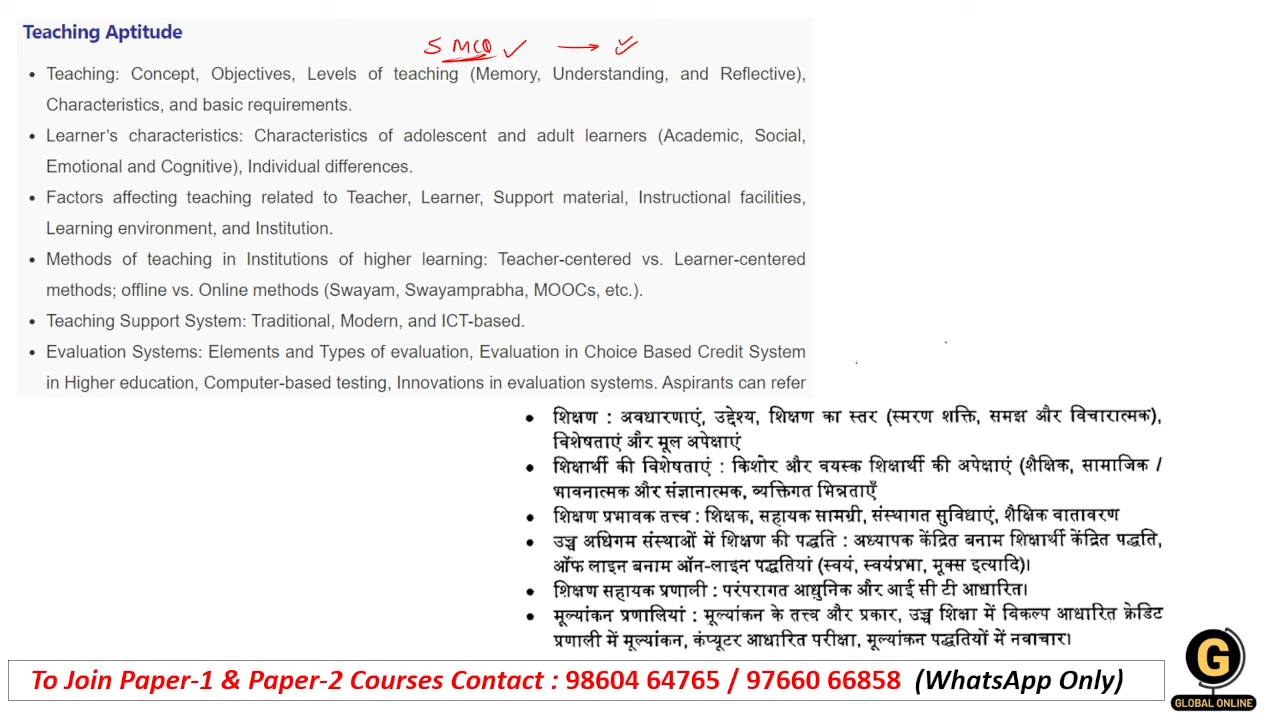 Teaching Aptitude
5 MCQ
• Teaching: Concept, Objectives, Levels of teaching (Memory, Understanding, and Reflective),
Characteristics, and basic requirements.
• Learner's characteristics: Characteristics of adolescent and adult learners (Academic, Social,
Emotional and Cognitive), Individual differences.
• Factors affecting teaching related to Teacher, Learner, Support material, Instructional facilities,
Learning environment, and Institution.
• Methods of teaching in Institutions of higher learning: Teacher-centered vs. Learner-centered
methods; offline vs. Online methods (Swayam, Swayamprabha, MOOCs, etc.).
• Teaching Support System: Traditional, Modern, and ICT-based.
• Evaluation Systems: Elements and Types of evaluation, Evaluation in Choice Based Credit System
in Higher education, Computer-based testing, Innovations in evaluation systems. Aspirants can refer
• शिक्षण : अवधारणाएं, उद्देश्य, शिक्षण का स्तर (स्मरण शक्ति, समझ और विचारात्मक),
विशेषताएं और मूल अपेक्षाएं
• शिक्षार्थी की विशेषताएं : किशोर और वयस्क शिक्षार्थी की अपेक्षाएं (शैक्षिक, सामाजिक /
भावनात्मक और संज्ञानात्मक, व्यक्तिगत भिन्नताएँ
• शिक्षण प्रभावक तत्त्व : शिक्षक, सहायक सामग्री, संस्थागत सुविधाएं, शैक्षिक वातावरण
• उच्च अधिगम संस्थाओं में शिक्षण की पद्धति : अध्यापक केंद्रित बनाम शिक्षार्थी केंद्रित पद्धति,
ऑफ लाइन बनाम ऑन-लाइन पद्धतियां (स्वयं, स्वयंप्रभा, मूक्स इत्यादि)।
• शिक्षण सहायक प्रणाली : परंपरागत आधुनिक और आई सी टी आधारित।
• मूल्यांकन प्रणालियां : मूल्यांकन के तत्त्व और प्रकार, उच्च शिक्षा में विकल्प आधारित क्रेडिट
प्रणाली में मूल्यांकन, कंप्यूटर आधारित परीक्षा, मूल्यांकन पद्धतियों में नवाचार।
To Join Paper-1 & Paper-2 Courses Contact : 98604 64765 / 97660 66858 (WhatsApp Only)
G
GLOBAL ONLINE